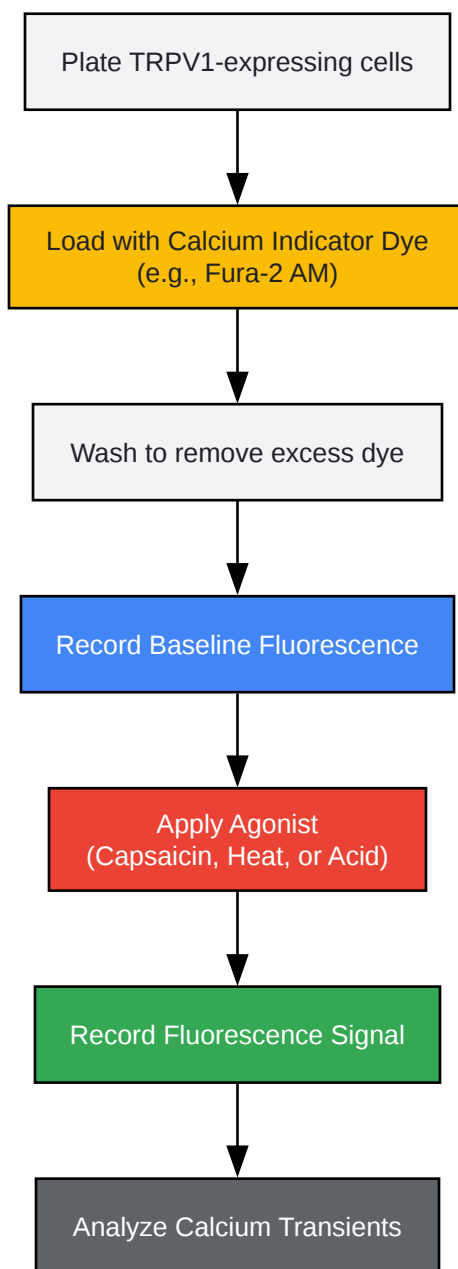 Plate TRPV1-expressing cells
Load with Calcium Indicator Dye
(e.g., Fura-2 AM)
Wash to remove excess dye
Record Baseline Fluorescence
Apply Agonist
(Capsaicin, Heat, or Acid)
Record Fluorescence Signal
Analyze Calcium Transients